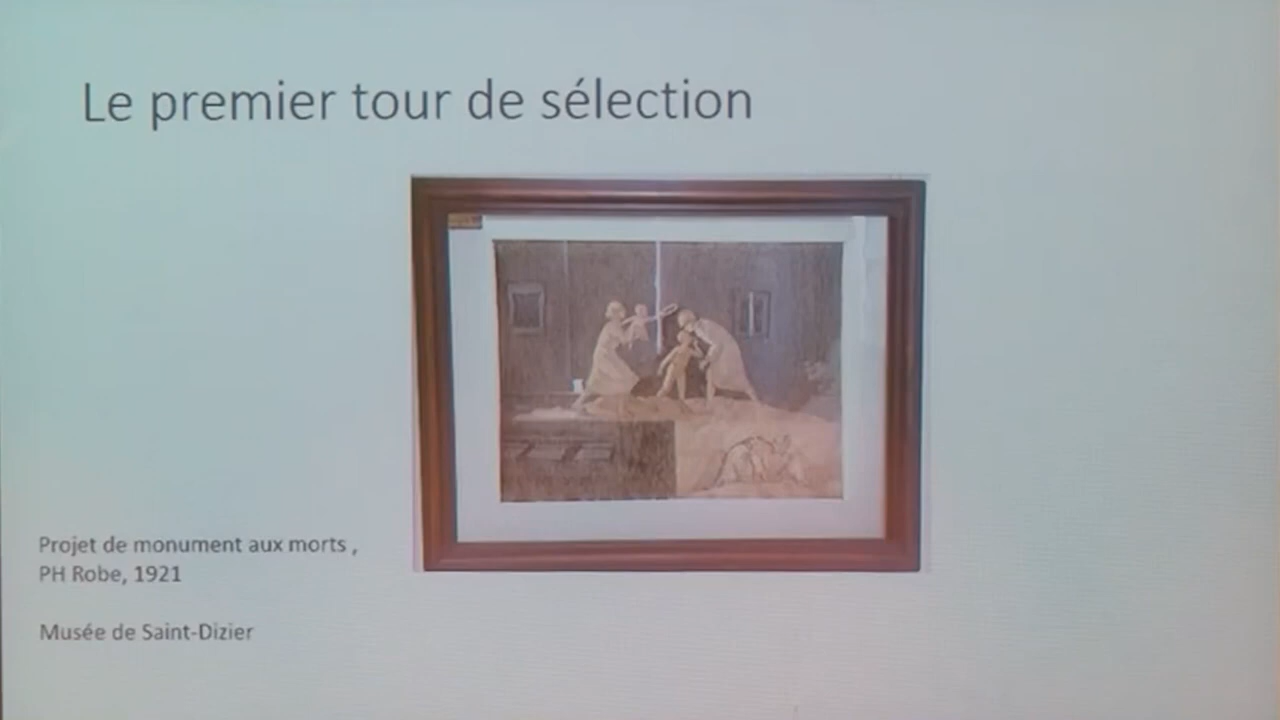 Le premier tour de sélection
Projet de monument aux morts ,
PH Robe, 1921
Musée de Saint-Dizier